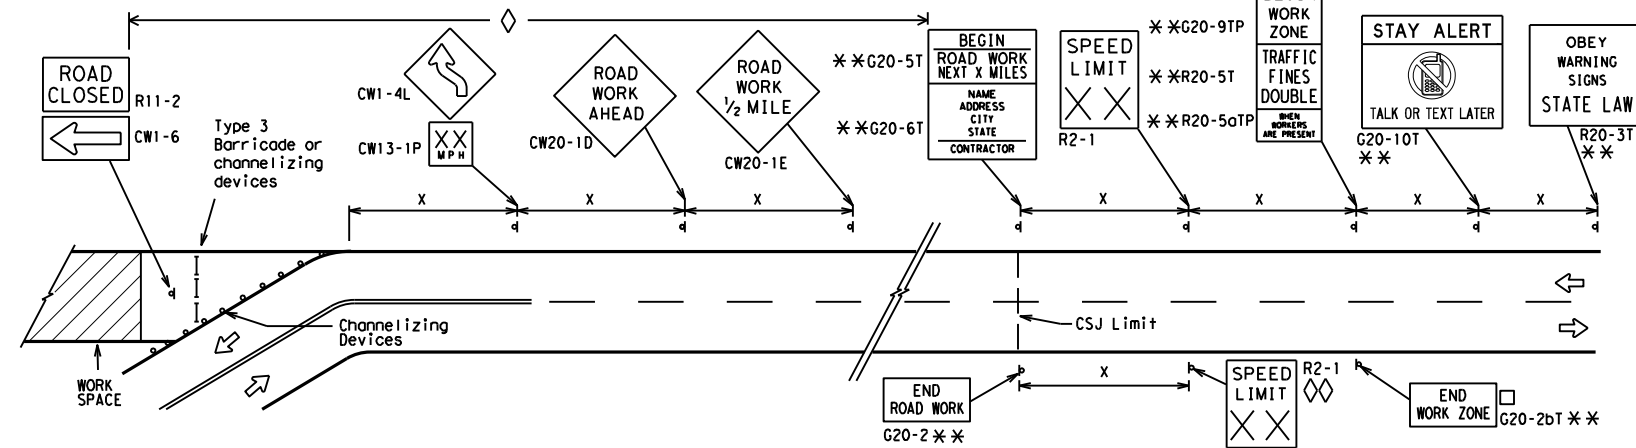 ROAD
CLOSED
R11-2
CW1-6
Type 3
Barricade or
channelizing
devices
CW1-4L
XX
MPH
CW13-1P
ROAD
WORK
AHEAD
CW20-1D
ROAD
WORK
1/2 MILE
CW20-1E
**G20-5T
**G20-6T
BEGIN
ROAD WORK
NEXT X MILES
NAME
ADDRESS
CITY
STATE
CONTRACTOR
SPEED
LIMIT
XX
R2-1
**G20-9TP
**R20-5T
**R20-5aTP
WORK
ZONE
TRAFFIC
FINES
DOUBLE
WHEN
WORKERS
ARE PRESENT
STAY ALERT
TALK OR TEXT LATER
G20-10T
**
OBEY
WARNING
SIGNS
STATE LAW
R20-3T
**
X
X
X
X
X
X
X
Channelizing
Devices
CSJ Limit
WORK
SPACE
END
ROAD WORK
G20-2**
X
SPEED
LIMIT
XX
R2-1
END
WORK ZONE
G20-2bT**